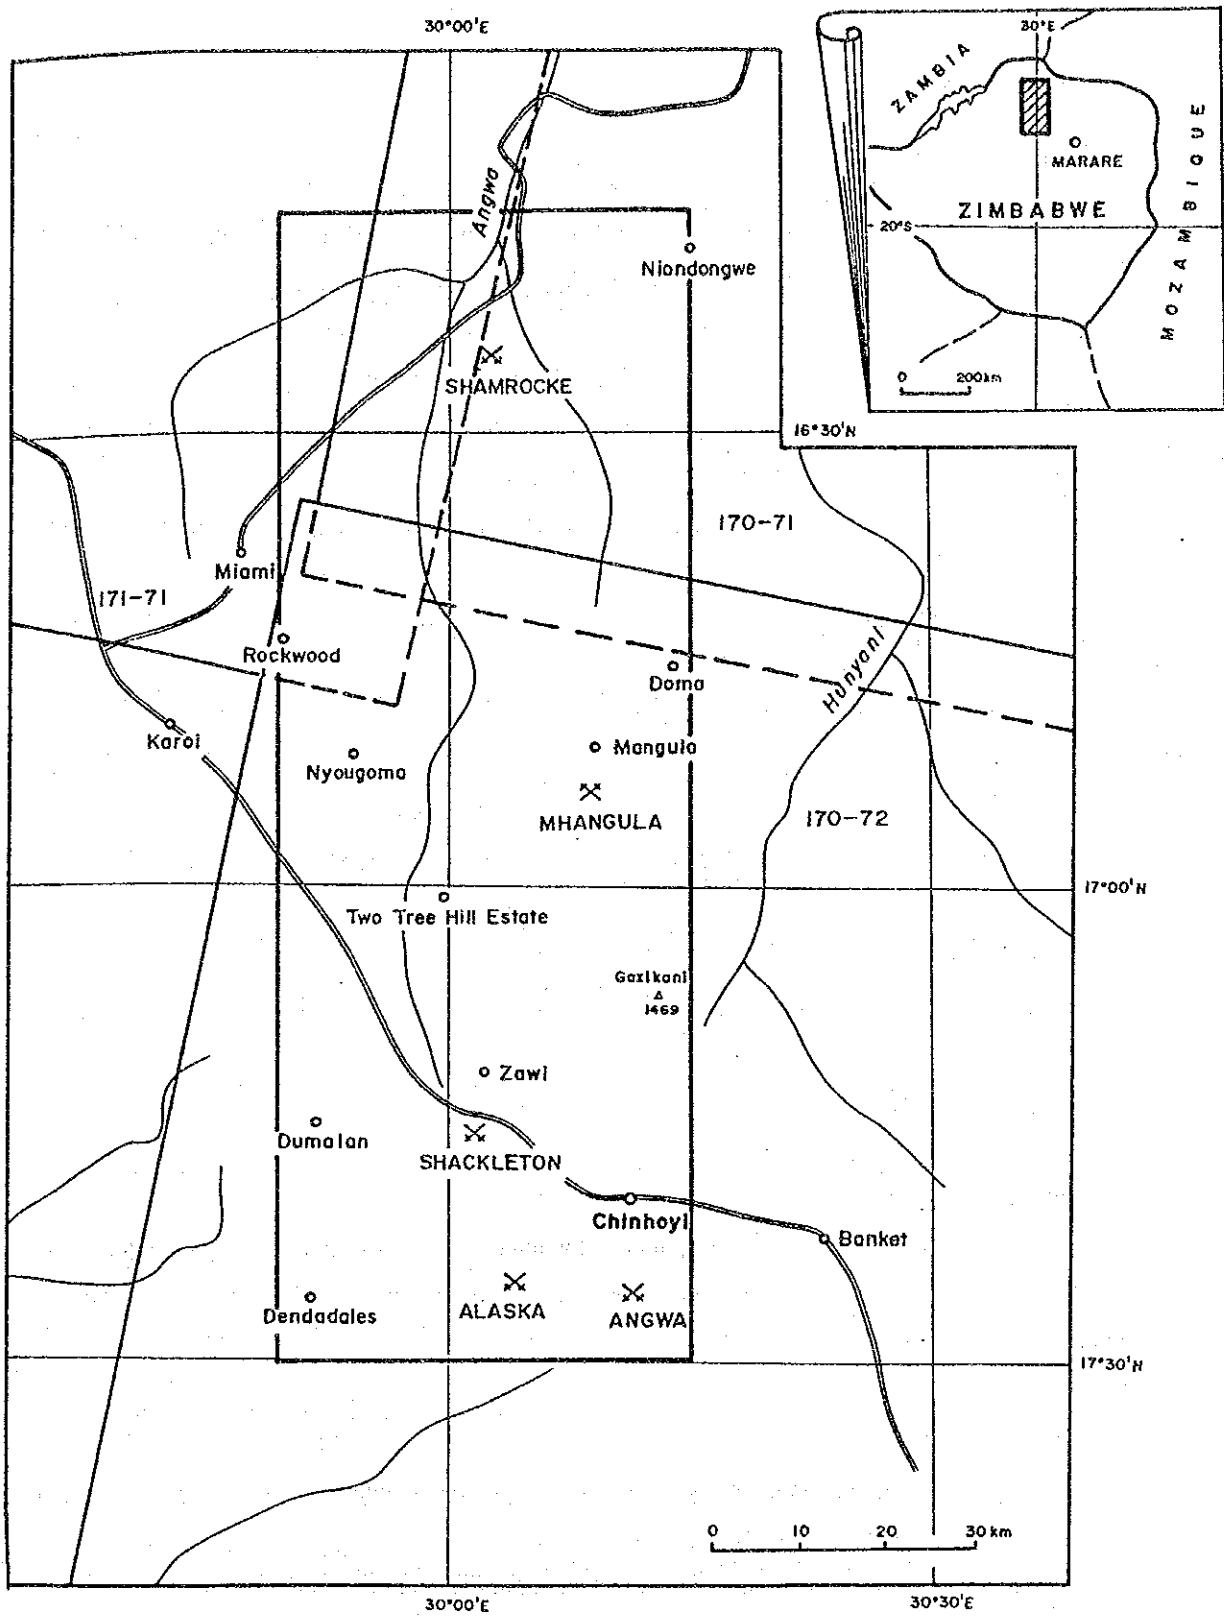 30°00'E
30°E
ZAMBIA
MARARE
ZIMBABWE
20°S
MOZAMBIQUE
0 200km
Angwa
Niondongwe
SHAMROCKE
16°30'N
170-71
Miami
171-71
Rockwood
Hunyani
Doma
Karoi
Mangula
Nyougoma
MHANGULA
170-72
17°00'N
Two Tree Hill Estate
Gazikani
1469
Zawi
Dumalan
SHACKLETON
Chinhoyi
Banket
Dendadales
ALASKA
ANGWA
17°30'N
0 10 20 30 km
30°00'E
30°30'E